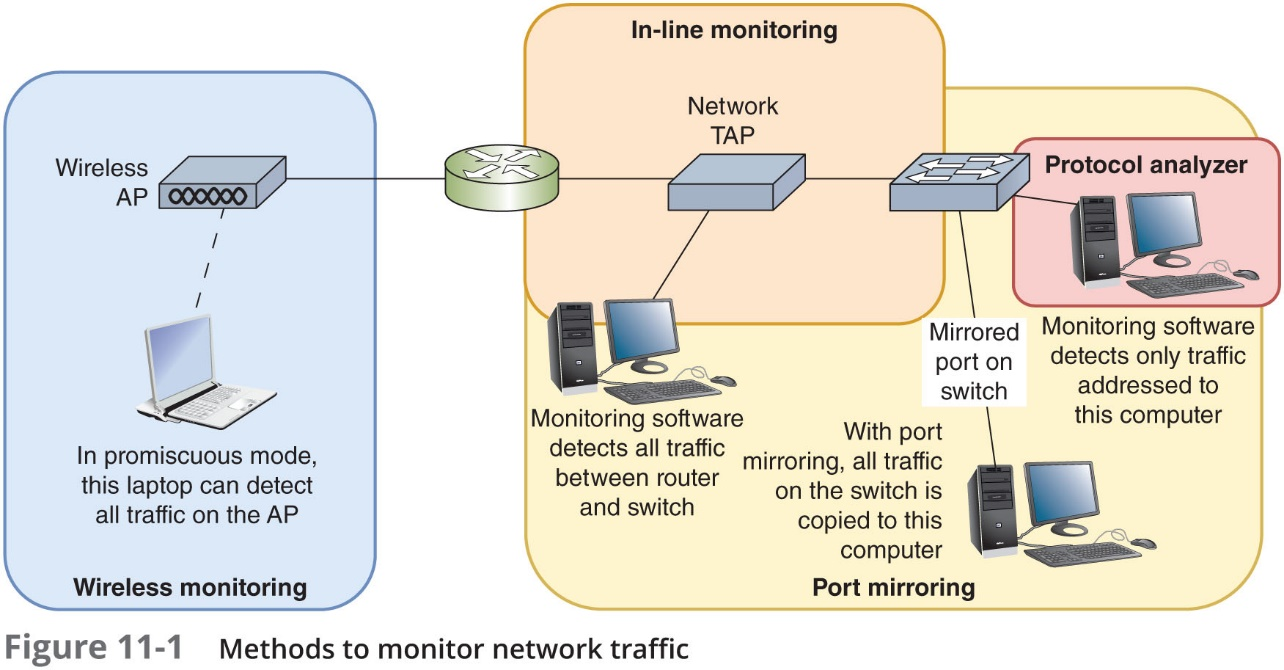 In-line monitoring
Network
TAP
Wireless
AP
Protocol analyzer
Mirrored
port on
switch
Monitoring software
detects only traffic
addressed to
this computer
Monitoring software
detects all traffic
between router
and switch
With port
mirroring, all traffic
on the switch is
copied to this
computer
In promiscuous mode,
this laptop can detect
all traffic on the AP
Wireless monitoring
Port mirroring
Figure 11-1 Methods to monitor network traffic